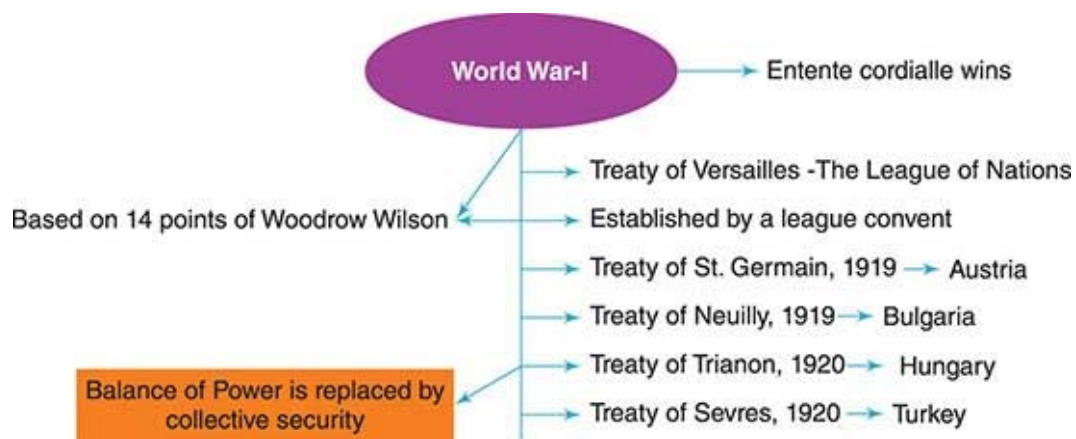 World War-I
Entente cordialle wins
Treaty of Versailles -The League of Nations
Based on 14 points of Woodrow Wilson
Established by a league convent
Treaty of St. Germain, 1919
Austria
Treaty of Neuilly, 1919
Bulgaria
Treaty of Trianon, 1920
Hungary
Balance of Power is replaced by
collective security
Treaty of Sevres, 1920
Turkey